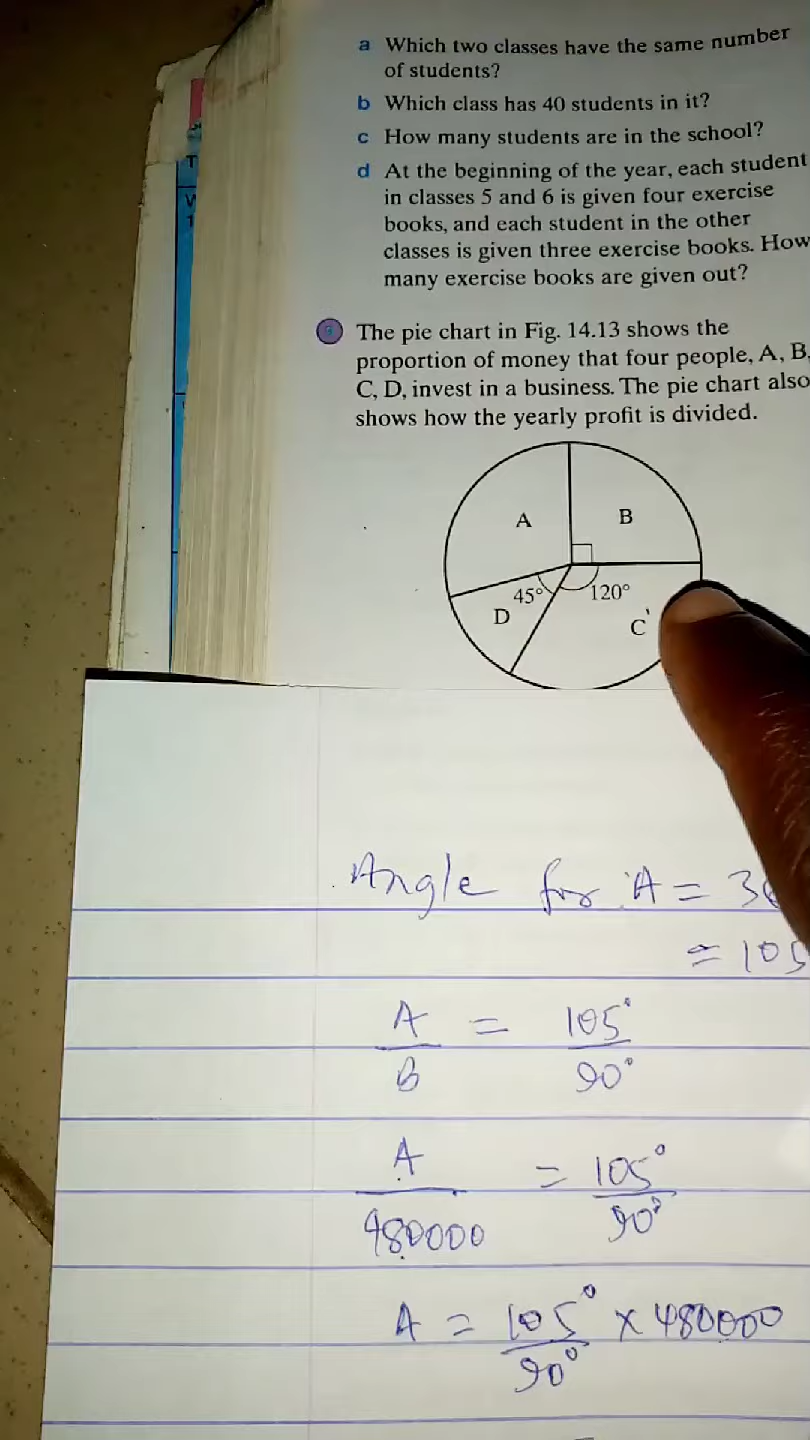 a Which two classes have the same number
of students?
b Which class has 40 students in it?
c How many students are in the school?
d At the beginning of the year, each student
in classes 5 and 6 is given four exercise
books, and each student in the other
classes is given three exercise books. How
many exercise books are given out?
The pie chart in Fig. 14.13 shows the
proportion of money that four people, A, B,
C, D, invest in a business. The pie chart also
shows how the yearly profit is divided.
A B
45° 120°
D C
Angle for A =
= 105
A = 105°
B 90°
A = 105°
480000 90°
A = 105° × 480000
90°